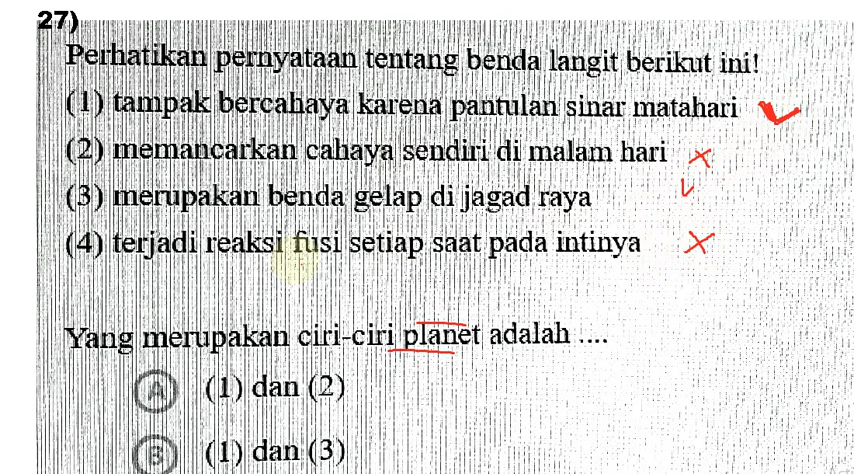 27)
Perhatikan pernyataan tentang benda langit berikut ini!
(1) tampak bercahaya karena pantulan sinar matahari
(2) memancarkan cahaya sendiri di malam hari
(3) merupakan benda gelap di jagad raya
(4) terjadi reaksi fusi setiap saat pada intinya
Yang merupakan ciri-ciri planet adalah ....
A (1) dan (2)
B (1) dan (3)